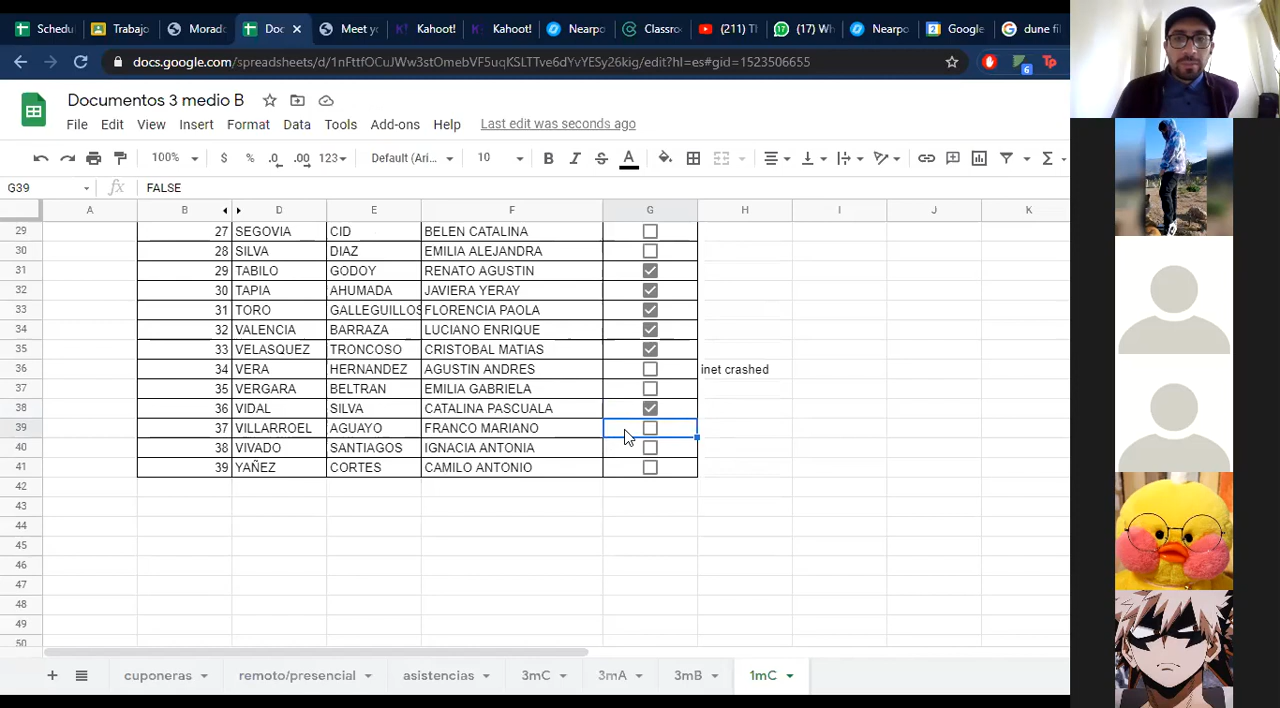 Schedul Trabajo Morado Doc Meet yo Kahoot! Kahoot! Nearpo Classro (211) Th (17) Wh Nearpo Google dune fil
docs.google.com/spreadsheets/d/1nFttfOCuJWw3stOmebVF5uqKSLTTve6dYvYESy26kig/edit?hl=es#gid=1523506655
Documentos 3 medio B
File Edit View Insert Format Data Tools Add-ons Help Last edit was seconds ago
100% $ % .0 .00 123 Default (Ari... 10 B I S A
G39 fx FALSE
A B D E F G H I J K
29 27 SEGOVIA CID BELEN CATALINA
30 28 SILVA DIAZ EMILIA ALEJANDRA
31 29 TABILO GODOY RENATO AGUSTIN
32 30 TAPIA AHUMADA JAVIERA YERAY
33 31 TORO GALLEGUILLOS FLORENCIA PAOLA
34 32 VALENCIA BARRAZA LUCIANO ENRIQUE
35 33 VELASQUEZ TRONCOSO CRISTOBAL MATIAS
36 34 VERA HERNANDEZ AGUSTIN ANDRES inet crashed
37 35 VERGARA BELTRAN EMILIA GABRIELA
38 36 VIDAL SILVA CATALINA PASCUALA
39 37 VILLARROEL AGUAYO FRANCO MARIANO
40 38 VIVADO SANTIAGOS IGNACIA ANTONIA
41 39 YAÑEZ CORTES CAMILO ANTONIO
42
43
44
45
46
47
48
49
50
cuponeras remoto/presencial asistencias 3mC 3mA 3mB 1mC